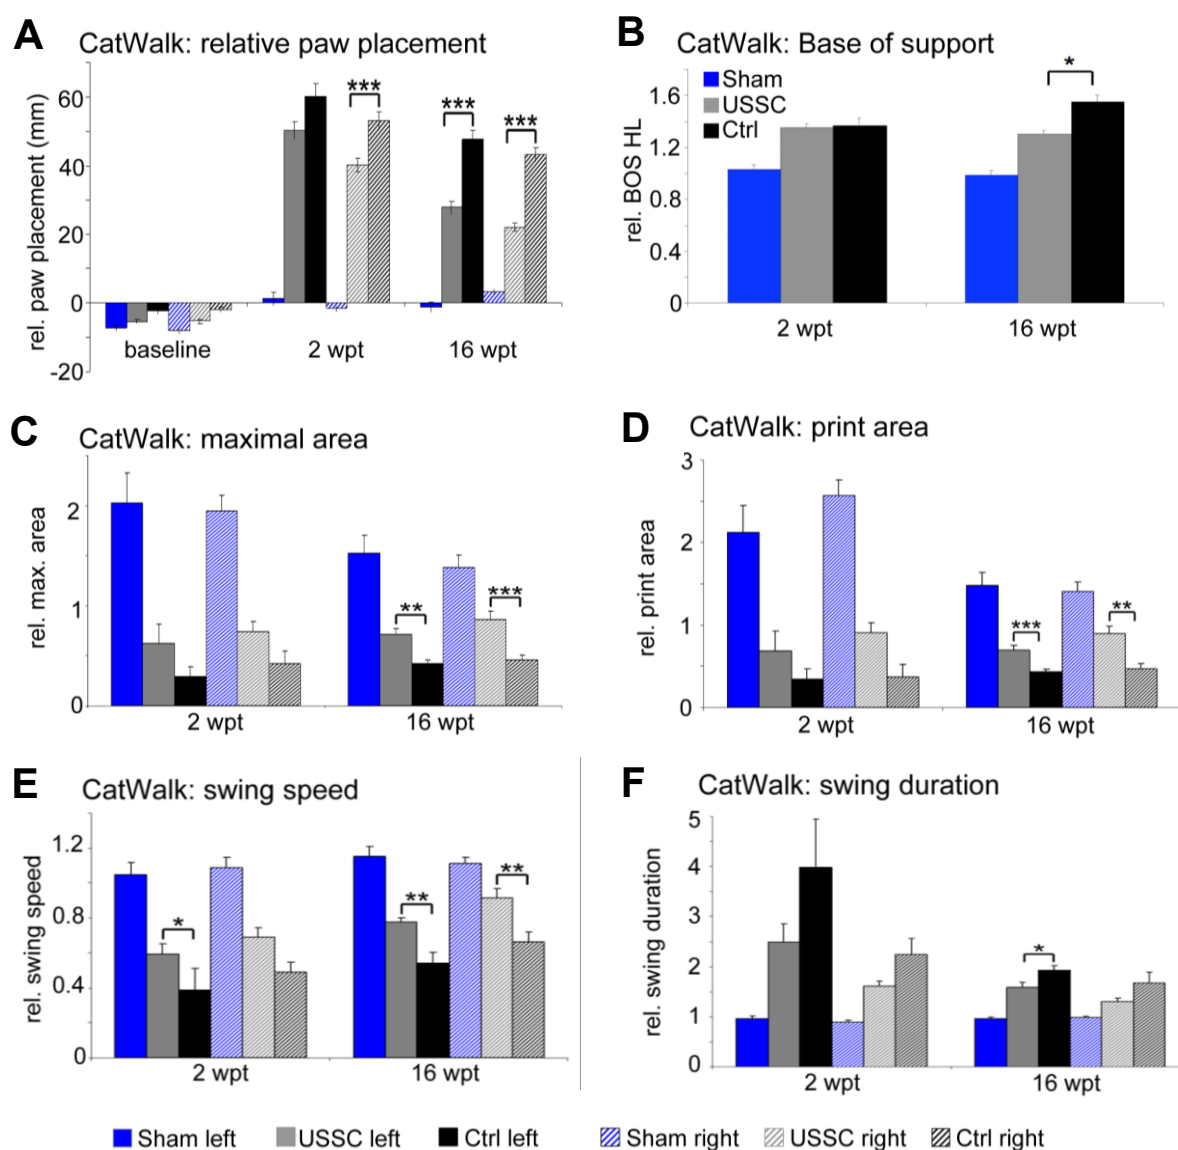 A CatWalk: relative paw placement
rel. paw placement (mm)
60
40
20
0
-20
***
***
***
baseline 2 wpt 16 wpt
B CatWalk: Base of support
Sham
USSC
Ctrl
rel. BOS HL
1.6
1.2
0.8
0.4
0
*
2 wpt 16 wpt
C CatWalk: maximal area
rel. max. area
2
1
0
**
***
2 wpt 16 wpt
D CatWalk: print area
rel. print area
3
2
1
0
***
**
2 wpt 16 wpt
E CatWalk: swing speed
rel. swing speed
1.2
0.8
0.4
0
*
**
**
2 wpt 16 wpt
F CatWalk: swing duration
rel. swing duration
5
4
3
2
1
0
*
2 wpt 16 wpt
Sham left USSC left Ctrl left Sham right USSC right Ctrl right